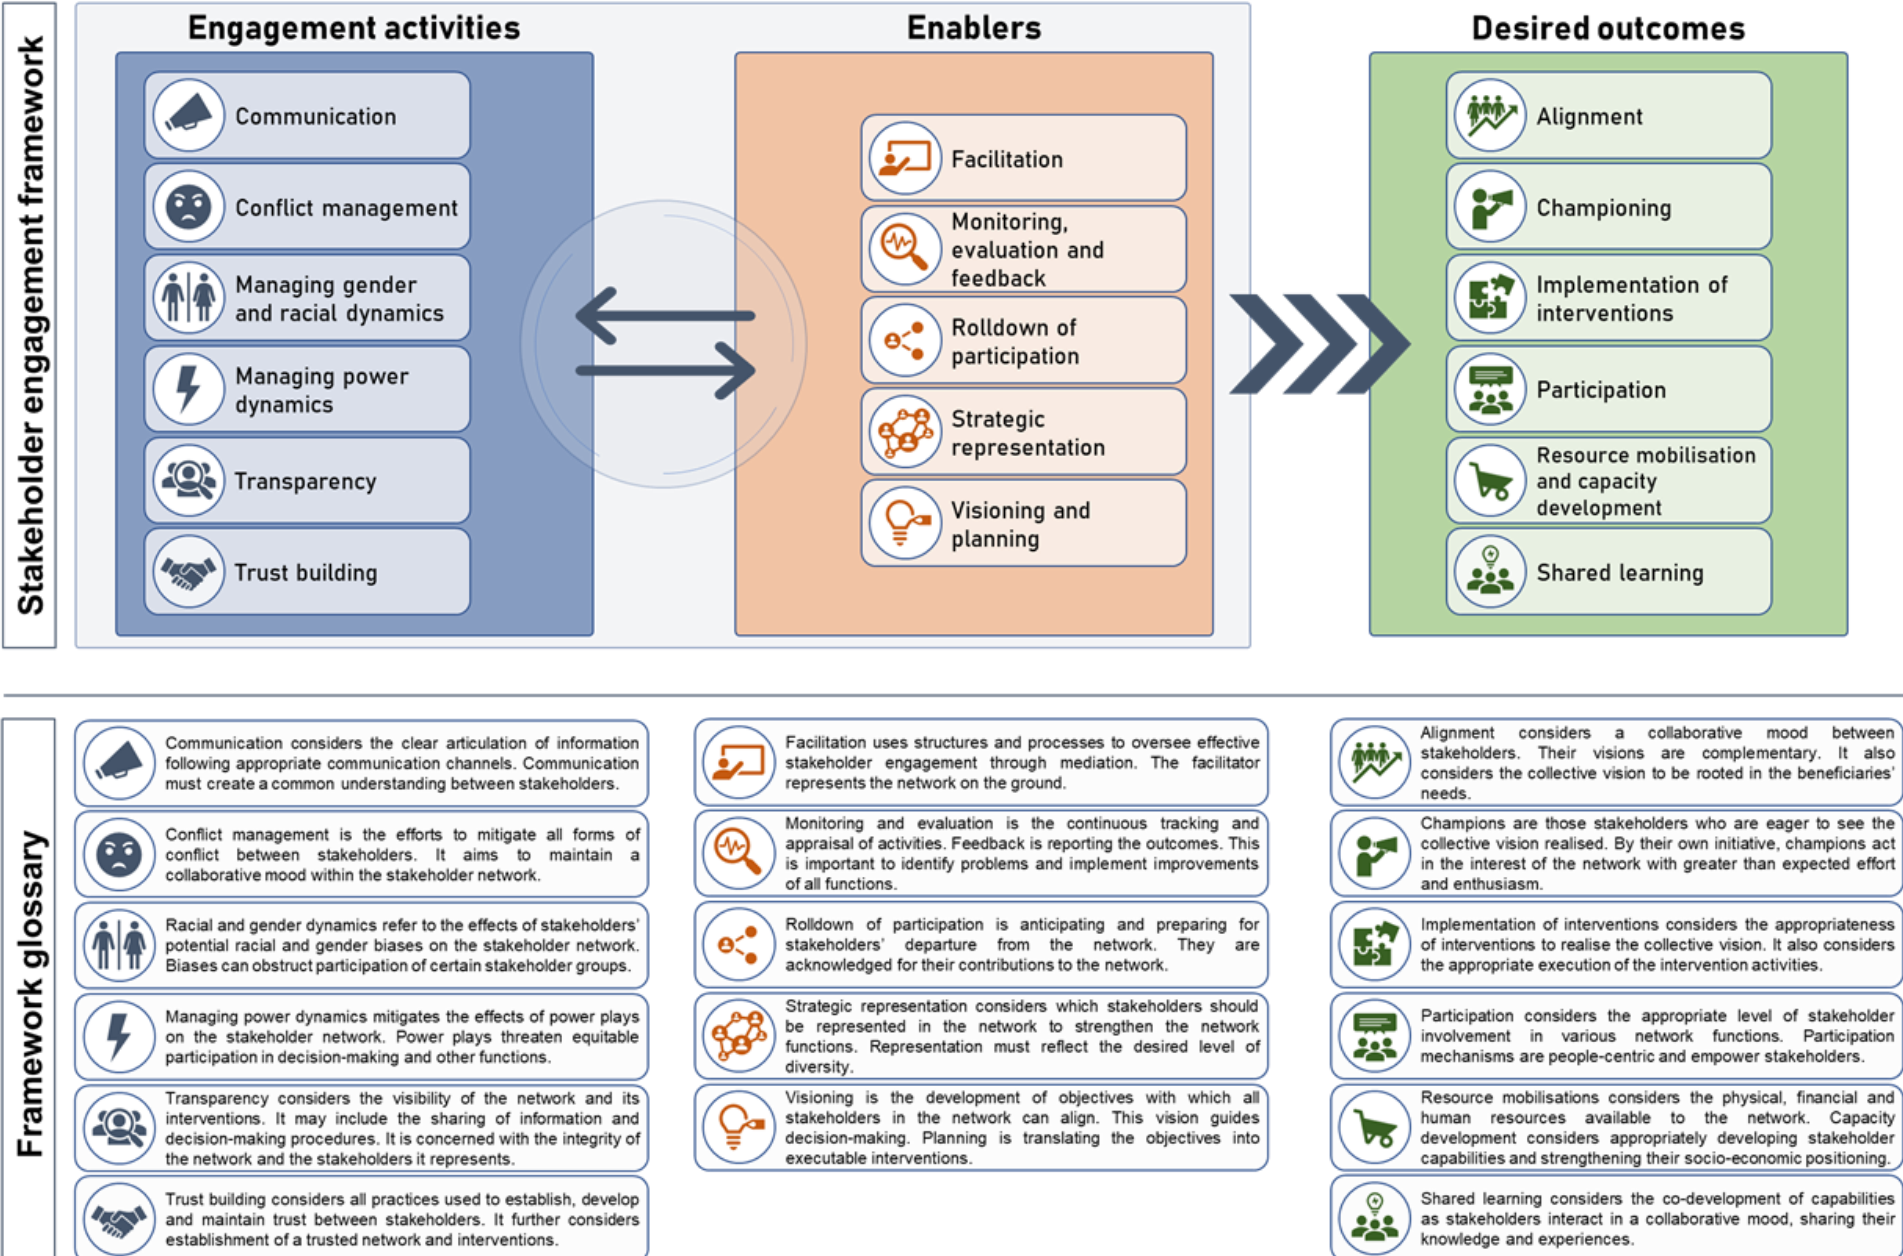 Stakeholder engagement framework
Engagement activities
Communication
Conflict management
Managing gender
and racial dynamics
Managing power
dynamics
Transparency
Trust building
Enablers
Facilitation
Monitoring,
evaluation and
feedback
Rolldown of
participation
Strategic
representation
Visioning and
planning
Desired outcomes
Alignment
Championing
Implementation of
interventions
Participation
Resource mobilisation
and capacity
development
Shared learning
Framework glossary
Communication considers the clear articulation of information
following appropriate communication channels. Communication
must create a common understanding between stakeholders.
Conflict management is the efforts to mitigate all forms of
conflict between stakeholders. It aims to maintain a
collaborative mood within the stakeholder network.
Racial and gender dynamics refer to the effects of stakeholders'
potential racial and gender biases on the stakeholder network.
Biases can obstruct participation of certain stakeholder groups.
Managing power dynamics mitigates the effects of power plays
on the stakeholder network. Power plays threaten equitable
participation in decision-making and other functions.
Transparency considers the visibility of the network and its
interventions. It may include the sharing of information and
decision-making procedures. It is concerned with the integrity of
the network and the stakeholders it represents.
Trust building considers all practices used to establish, develop
and maintain trust between stakeholders. It further considers
establishment of a trusted network and interventions.
Facilitation uses structures and processes to oversee effective
stakeholder engagement through mediation. The facilitator
represents the network on the ground.
Monitoring and evaluation is the continuous tracking and
appraisal of activities. Feedback is reporting the outcomes. This
is important to identify problems and implement improvements
of all functions.
Rolldown of participation is anticipating and preparing for
stakeholders' departure from the network. They are
acknowledged for their contributions to the network.
Strategic representation considers which stakeholders should
be represented in the network to strengthen the network
functions. Representation must reflect the desired level of
diversity.
Visioning is the development of objectives with which all
stakeholders in the network can align. This vision guides
decision-making. Planning is translating the objectives into
executable interventions.
Alignment considers a collaborative mood between
stakeholders. Their visions are complementary. It also
considers the collective vision to be rooted in the beneficiaries'
needs.
Champions are those stakeholders who are eager to see the
collective vision realised. By their own initiative, champions act
in the interest of the network with greater than expected effort
and enthusiasm.
Implementation of interventions considers the appropriateness
of interventions to realise the collective vision. It also considers
the appropriate execution of the intervention activities.
Participation considers the appropriate level of stakeholder
involvement in various network functions. Participation
mechanisms are people-centric and empower stakeholders.
Resource mobilisations considers the physical, financial and
human resources available to the network. Capacity
development considers appropriately developing stakeholder
capabilities and strengthening their socio-economic positioning.
Shared learning considers the co-development of capabilities
as stakeholders interact in a collaborative mood, sharing their
knowledge and experiences.